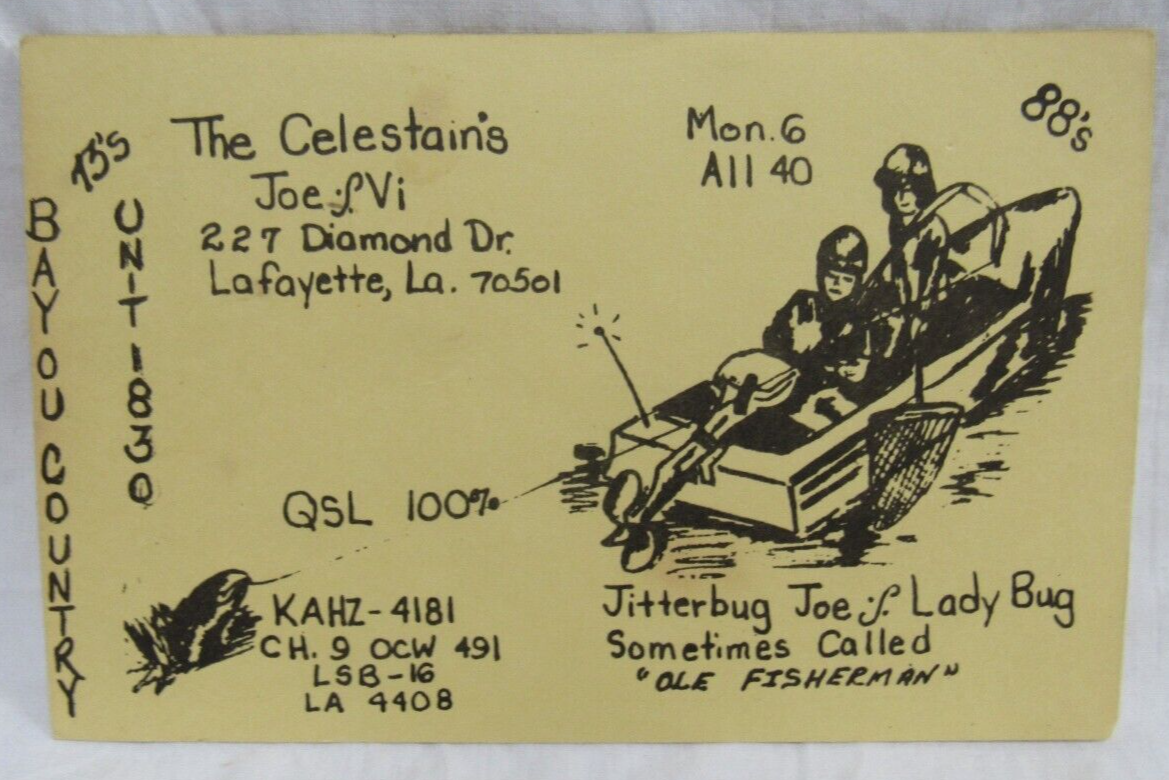 73's
BAYOU COUNTRY
UNIT 1830
The Celestain's
Joe & Vi
227 Diamond Dr.
Lafayette, La. 70501
Mon. 6
All 40
88's
QSL 100%
KAHZ-4181
CH. 9 OCW 491
LSB-16
LA 4408
Jitterbug Joe & Lady Bug
Sometimes Called
"OLE FISHERMAN"